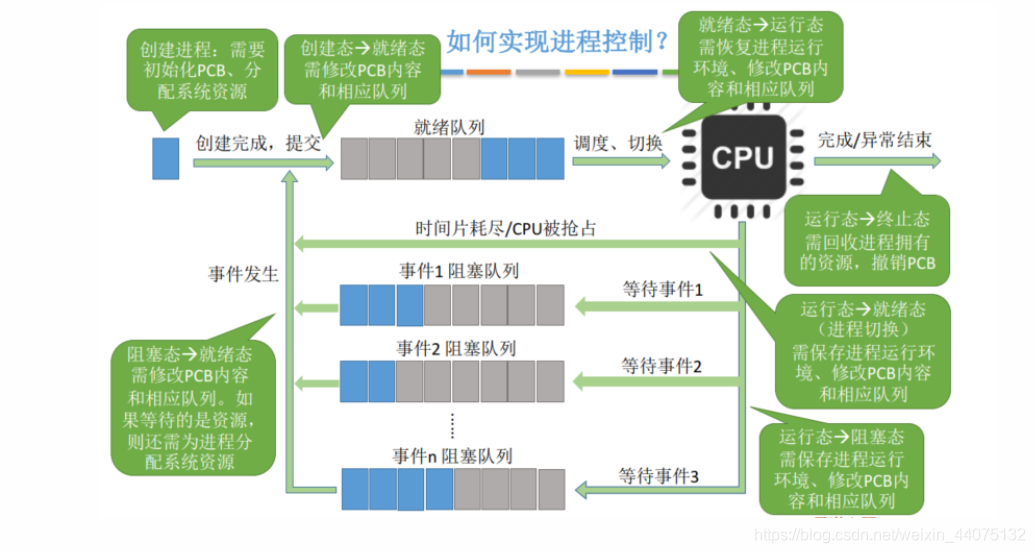 如何实现进程控制？
创建进程：需要
初始化PCB、分
配系统资源
创建态→就绪态
需修改PCB内容
和相应队列
就绪态→运行态
需恢复进程运行
环境、修改PCB内
容和相应队列
创建完成，提交
就绪队列
调度、切换
CPU
完成/异常结束
运行态→终止态
需回收进程拥有
的资源，撤销PCB
时间片耗尽/CPU被抢占
事件发生
事件1 阻塞队列
等待事件1
运行态→就绪态
（进程切换）
需保存进程运行环
境、修改PCB内容
和相应队列
阻塞态→就绪态
需修改PCB内容
和相应队列。如
果等待的是资源，
则还需为进程分
配系统资源
事件2 阻塞队列
等待事件2
……
事件n 阻塞队列
等待事件3
运行态→阻塞态
需保存进程运行
环境、修改PCB内
容和相应队列
https://blog.csdn.net/weixin_44075132